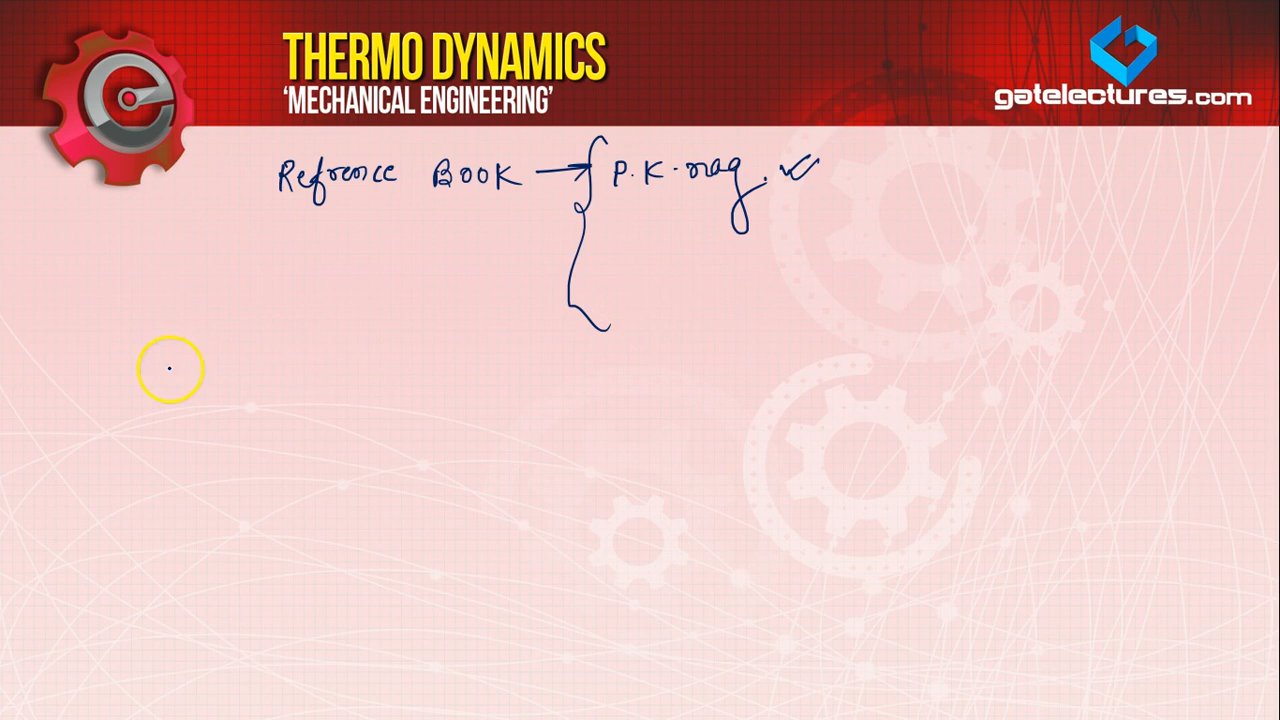 THERMO DYNAMICS
'MECHANICAL ENGINEERING'
gatelectures.com
Refrence Book → P.K.nag.